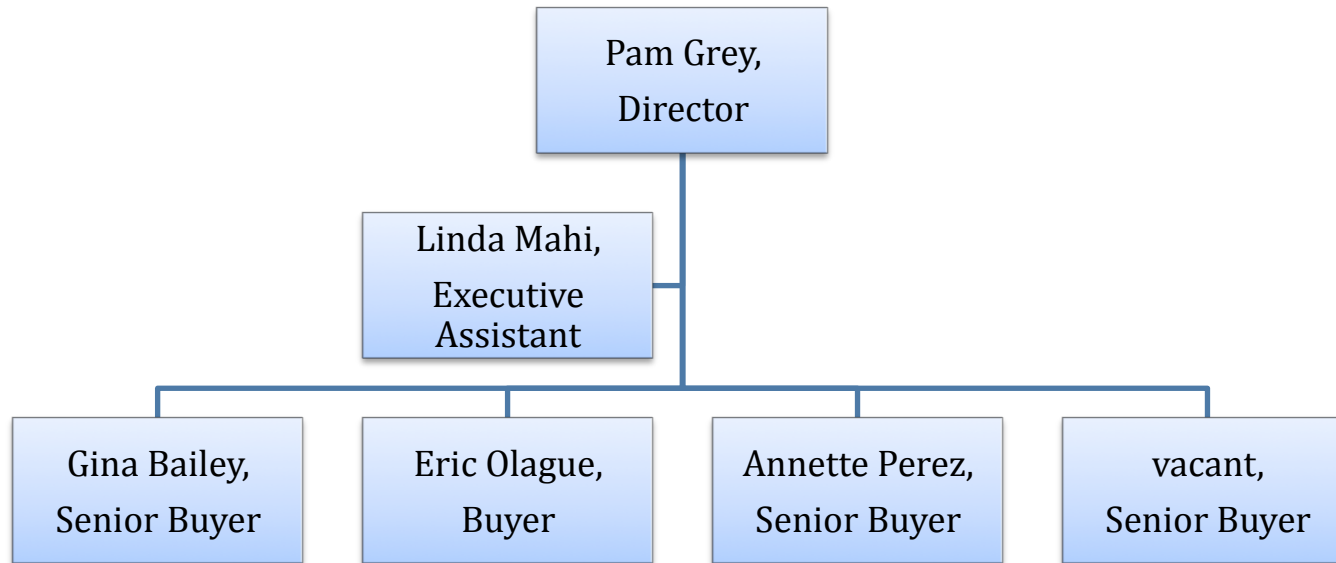 Pam Grey,
Director
Linda Mahi,
Executive
Assistant
Gina Bailey,
Senior Buyer
Eric Olague,
Buyer
Annette Perez,
Senior Buyer
vacant,
Senior Buyer